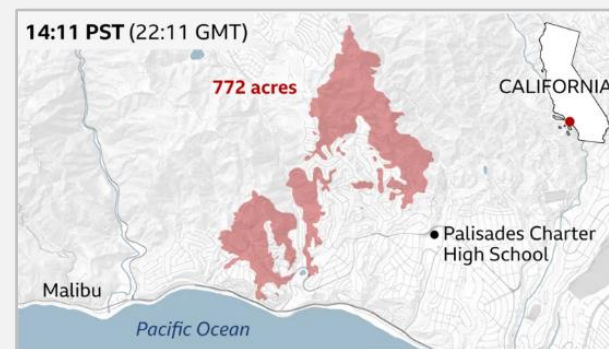 14:11 PST (22:11 GMT)
772 acres
CALIFORNIA
Palisades Charter
High School
Malibu
Pacific Ocean